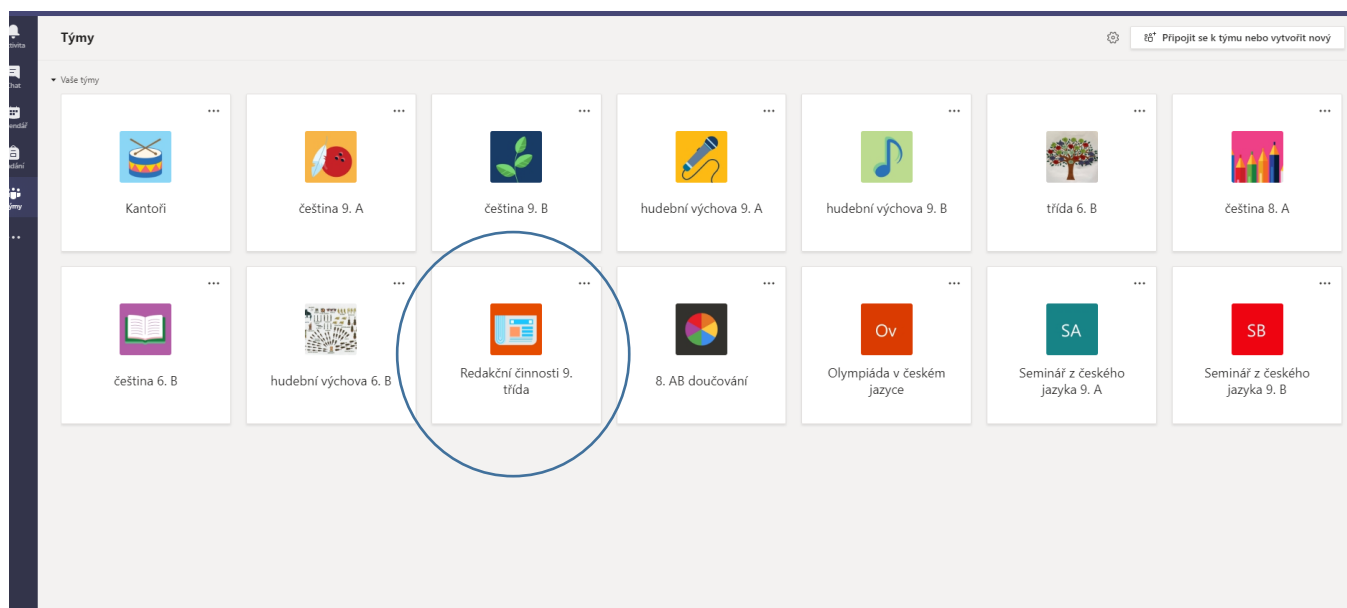 Týmy
Připojit se k týmu nebo vytvořit nový
Vaše týmy
Kantoři
čeština 9. A
čeština 9. B
hudební výchova 9. A
hudební výchova 9. B
třída 6. B
čeština 8. A
čeština 6. B
hudební výchova 6. B
Redakční činnosti 9.
třída
8. AB doučování
Ov
Olympiáda v českém
jazyce
SA
Seminář z českého
jazyka 9. A
SB
Seminář z českého
jazyka 9. B